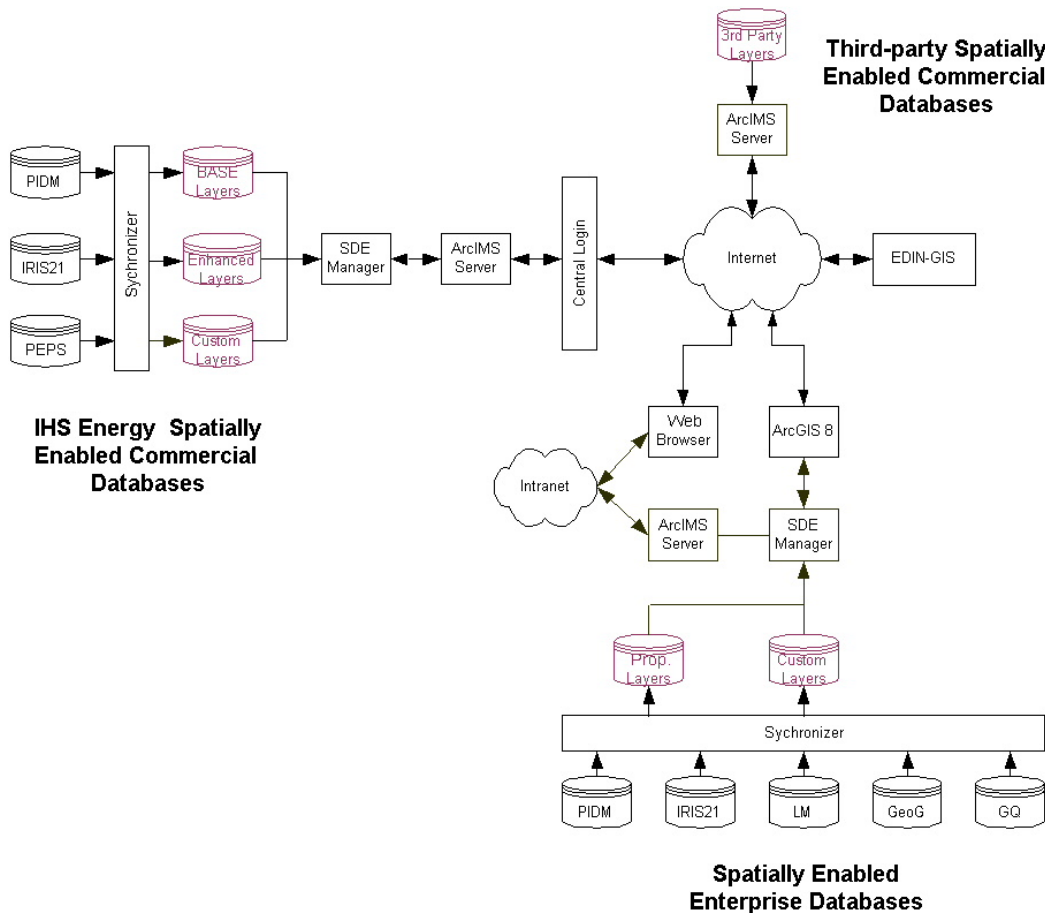 3rd Party
Layers
Third-party Spatially
Enabled Commercial
Databases
ArcIMS
Server
PIDM
BASE
Layers
Sychronizer
IRIS21
Enhanced
Layers
SDE
Manager
ArcIMS
Server
Central Login
Internet
EDIN-GIS
PEPS
Custom
Layers
IHS Energy Spatially
Enabled Commercial
Databases
Web
Browser
ArcGIS 8
Intranet
ArcIMS
Server
SDE
Manager
Prop.
Layers
Custom
Layers
Sychronizer
PIDM
IRIS21
LM
GeoG
GQ
Spatially Enabled
Enterprise Databases